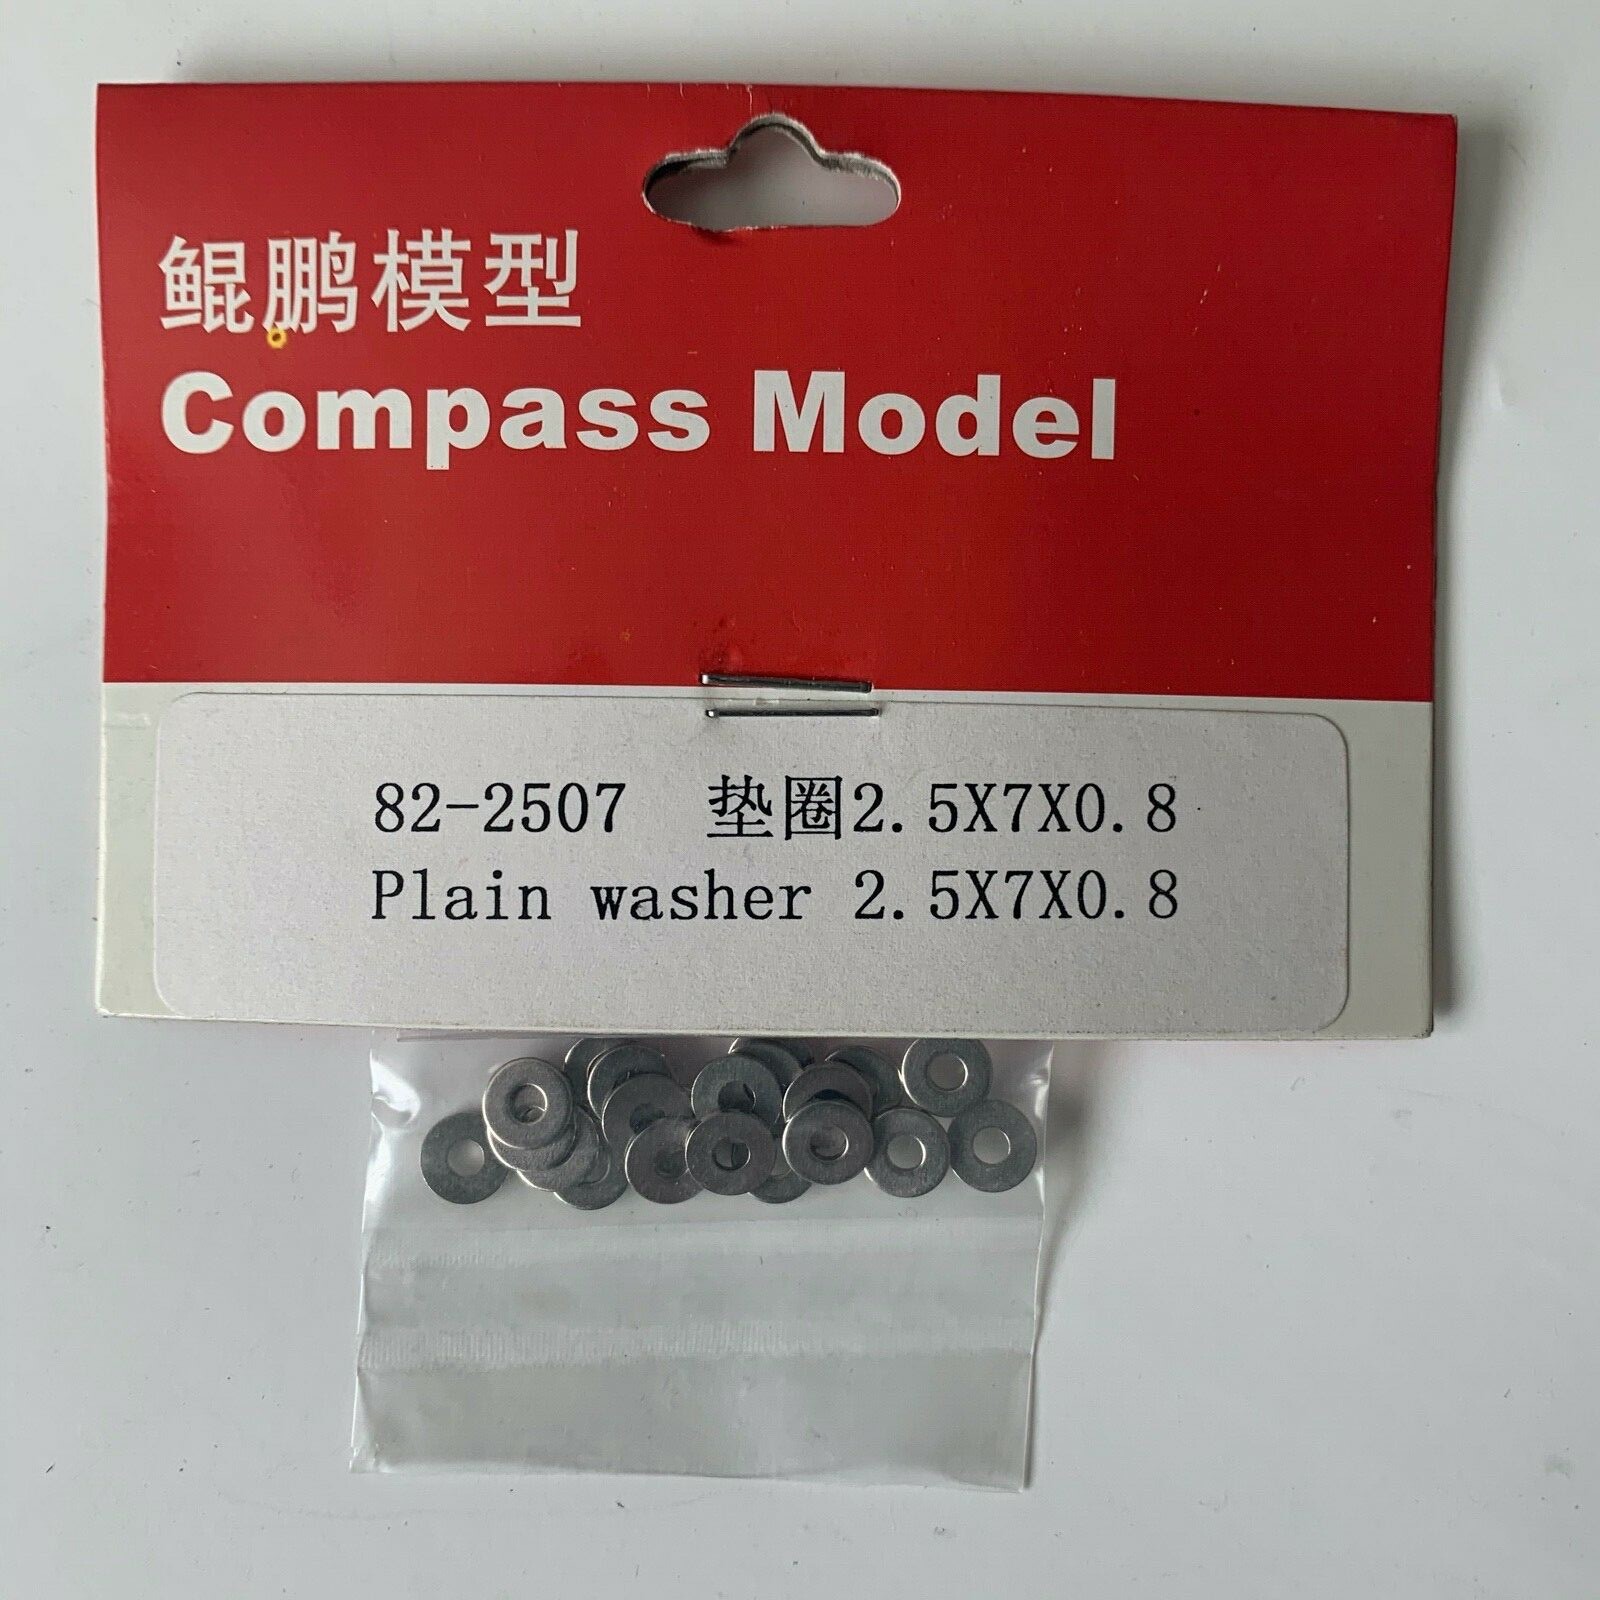 鲲鹏模型
Compass Model
82-2507 垫圈2.5X7X0.8
Plain washer 2.5X7X0.8